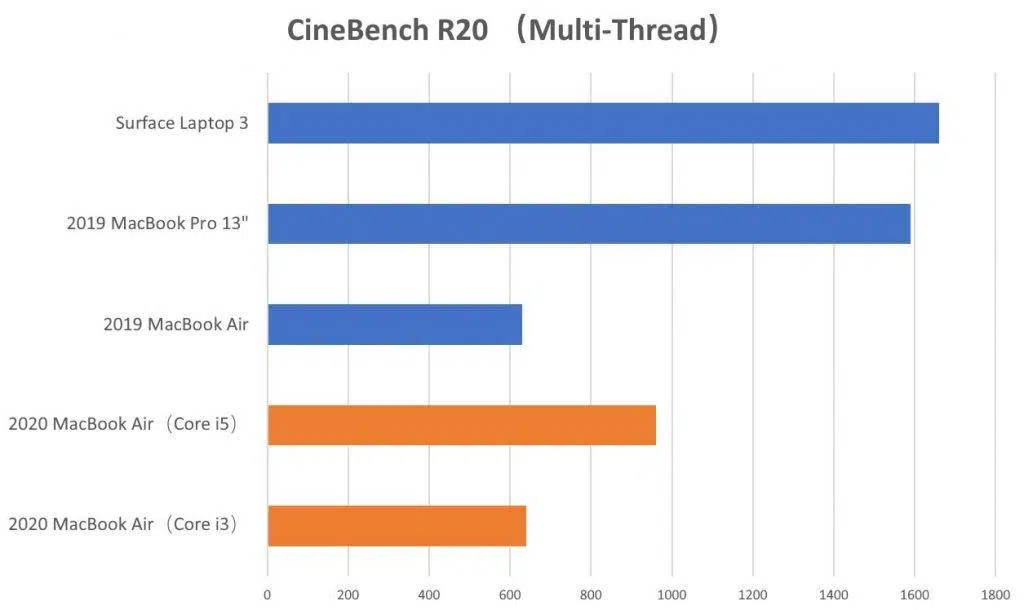 CineBench R20 （Multi-Thread）
Surface Laptop 3
2019 MacBook Pro 13"
2019 MacBook Air
2020 MacBook Air（Core i5）
2020 MacBook Air（Core i3）
0 200 400 600 800 1000 1200 1400 1600 1800